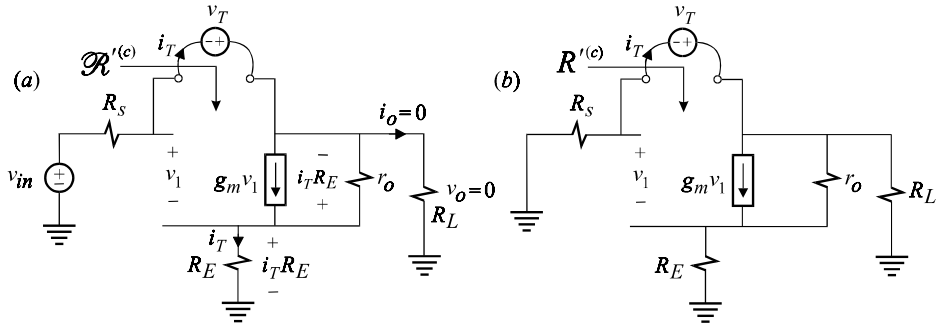 (a)
v_T
− +
i_T
ℛ'^(c)
R_s
v_in
+
−
+
v_1
−
g_m v_1
−
i_T R_E
+
r_o
i_o=0
v_o=0
R_L
i_T
R_E
+
i_T R_E
−
(b)
v_T
− +
i_T
R'^(c)
R_s
+
v_1
−
g_m v_1
r_o
R_L
R_E